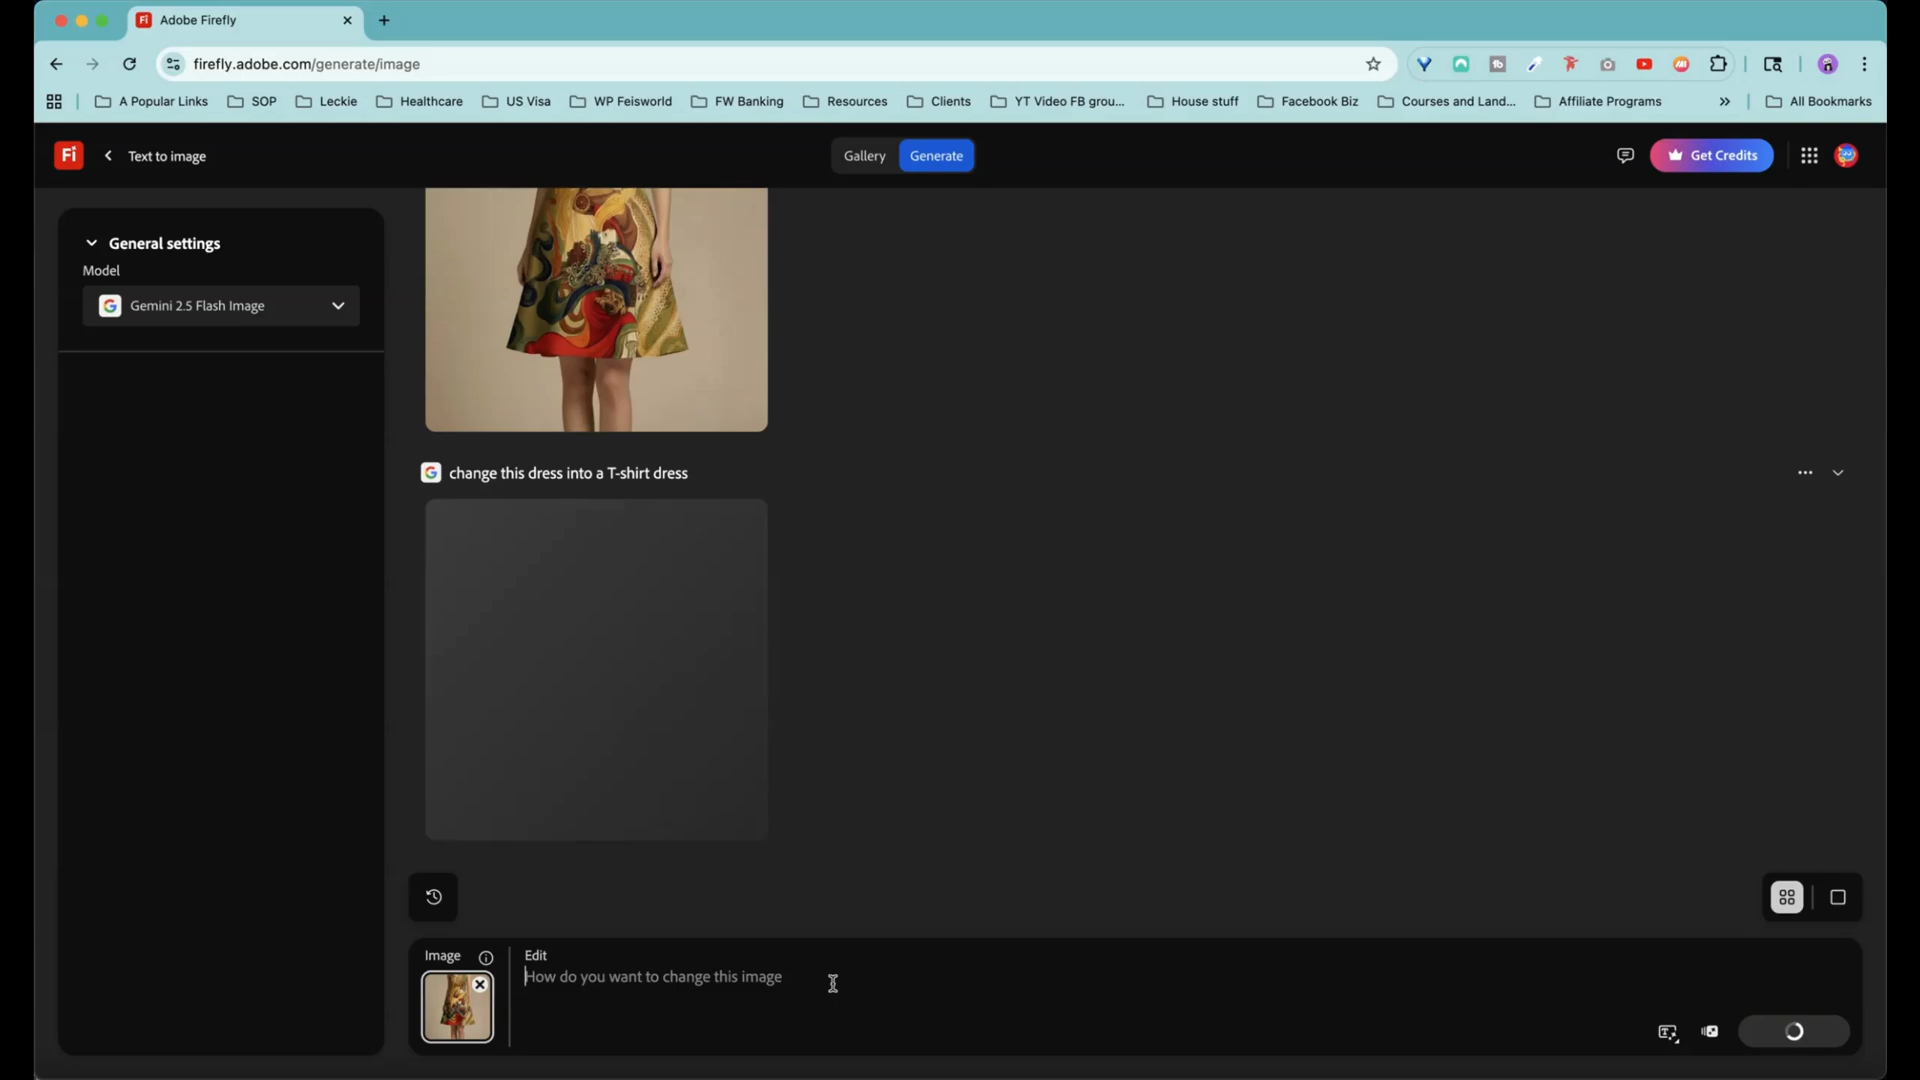 Fi Adobe Firefly
firefly.adobe.com/generate/image
A Popular Links SOP Leckie Healthcare US Visa WP Feisworld FW Banking Resources Clients YT Video FB grou... House stuff Facebook Biz Courses and Land... Affiliate Programs » All Bookmarks
Fi Text to image Gallery Generate Get Credits
General settings
Model
G Gemini 2.5 Flash Image
G change this dress into a T-shirt dress
Image Edit
How do you want to change this image